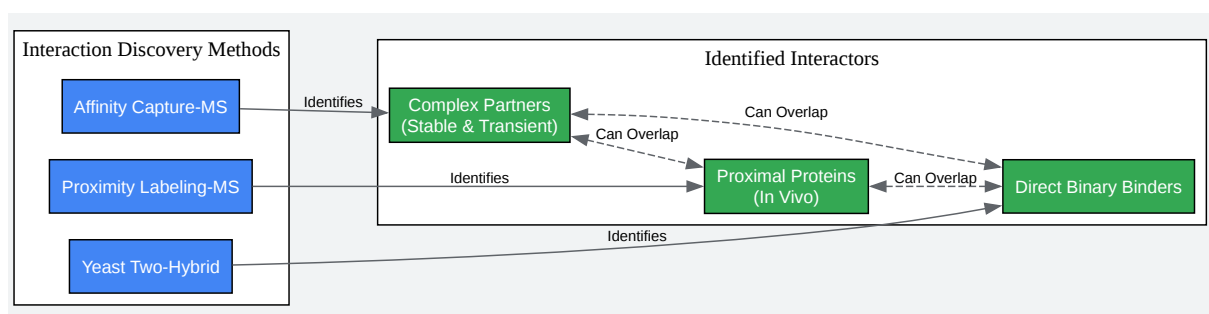 Interaction Discovery Methods
Affinity Capture-MS
Proximity Labeling-MS
Yeast Two-Hybrid
Identifies
Identifies
Identifies
Identified Interactors
Complex Partners
(Stable & Transient)
Can Overlap
Can Overlap
Proximal Proteins
(In Vivo)
Can Overlap
Direct Binary Binders